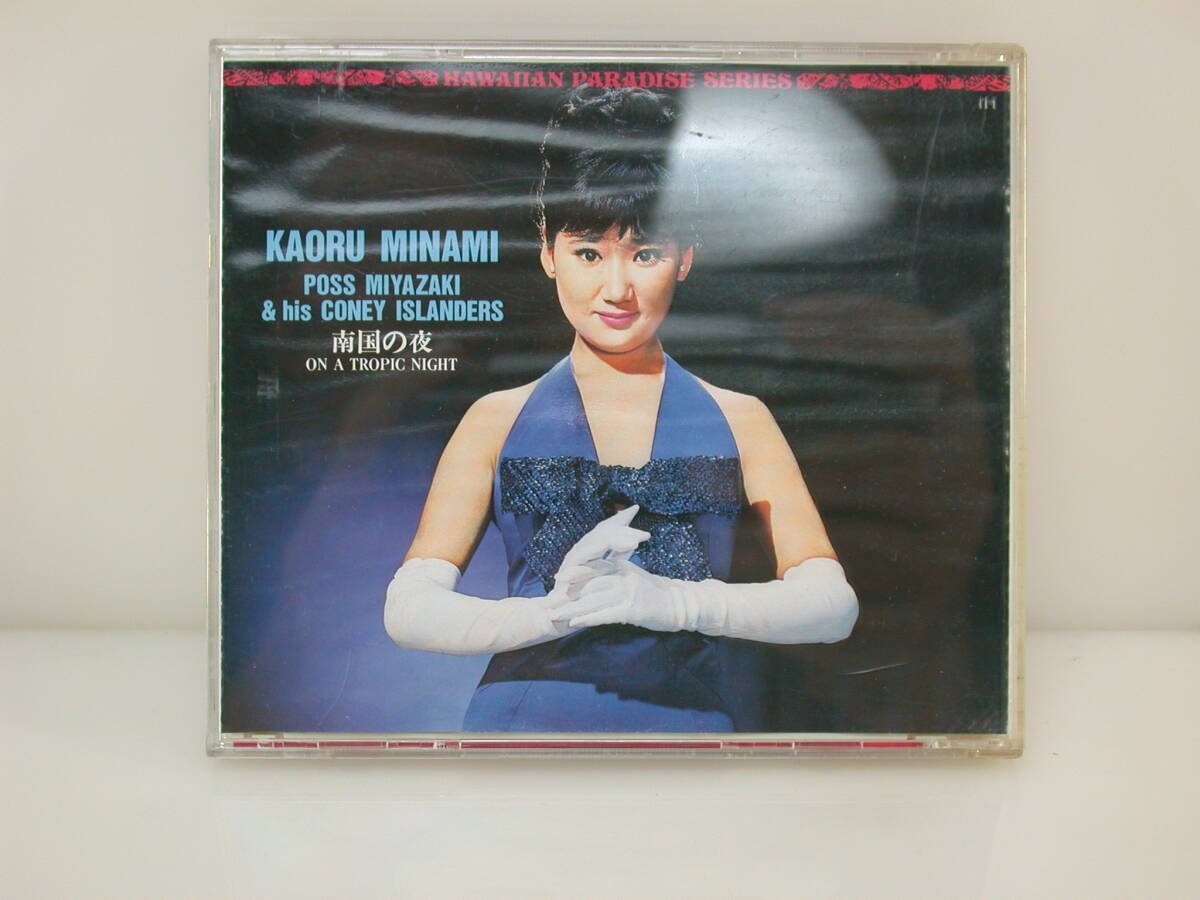 HAWAIIAN PARADISE SERIES
KAORU MINAMI
POSS MIYAZAKI
& his CONEY ISLANDERS
南国の夜
ON A TROPIC NIGHT